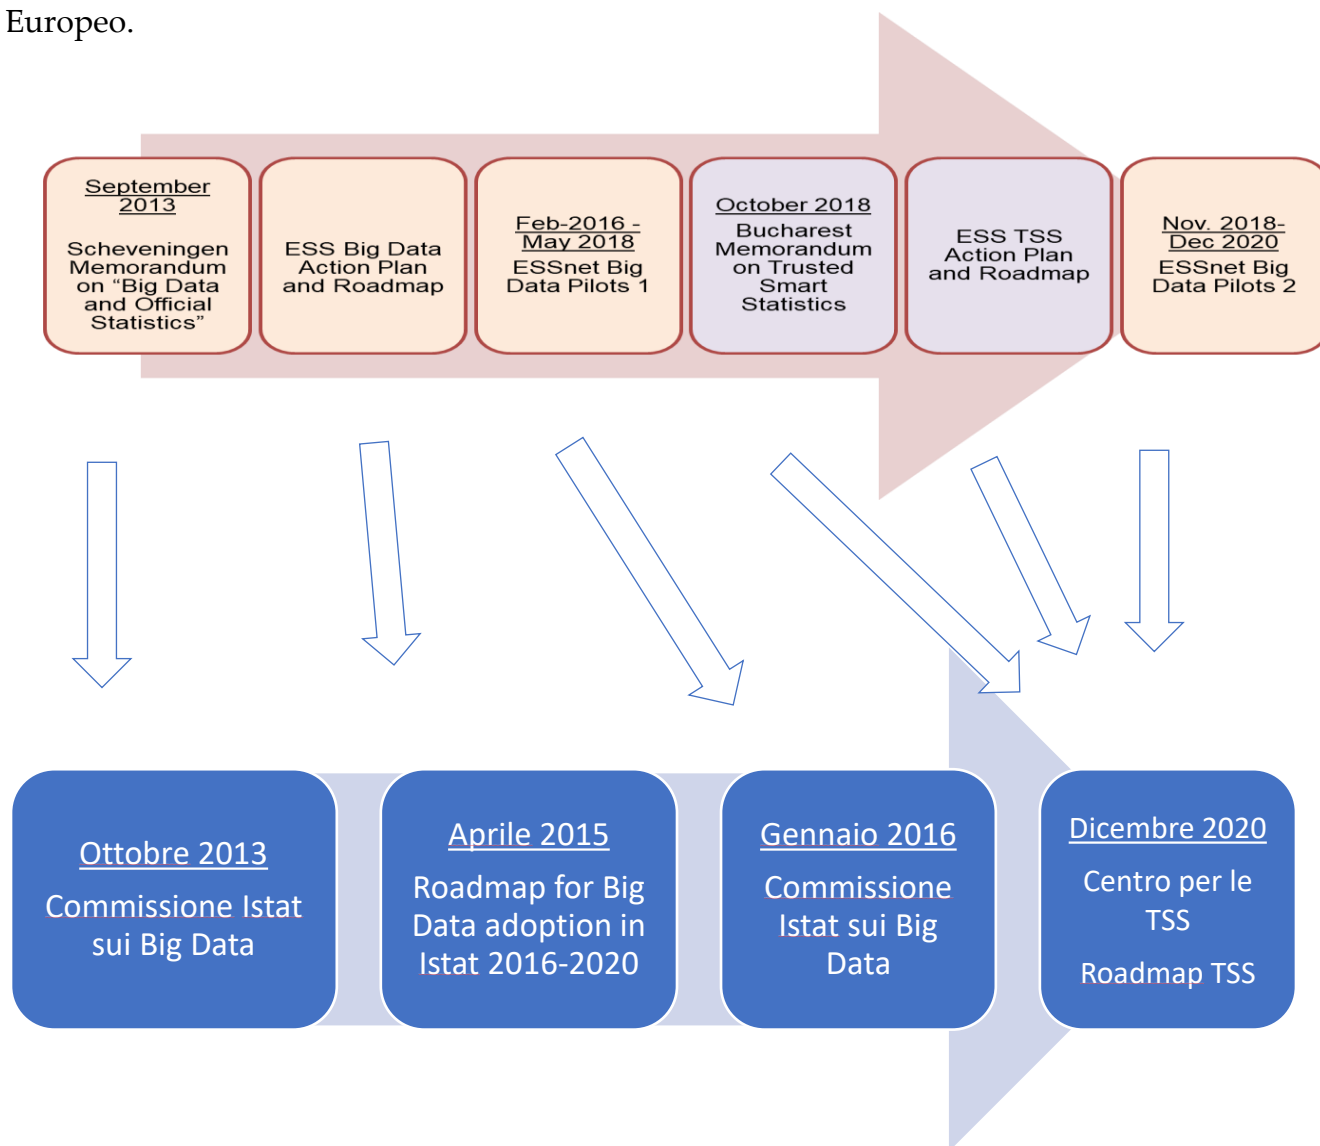 Europeo.
September
2013
Scheveningen
Memorandum
on “Big Data
and Official
Statistics”
ESS Big Data
Action Plan
and Roadmap
Feb-2016 -
May 2018
ESSnet Big
Data Pilots 1
October 2018
Bucharest
Memorandum
on Trusted
Smart
Statistics
ESS TSS
Action Plan
and Roadmap
Nov. 2018-
Dec 2020
ESSnet Big
Data Pilots 2
Ottobre 2013
Commissione Istat
sui Big Data
Aprile 2015
Roadmap for Big
Data adoption in
Istat 2016-2020
Gennaio 2016
Commissione
Istat sui Big
Data
Dicembre 2020
Centro per le
TSS
Roadmap TSS